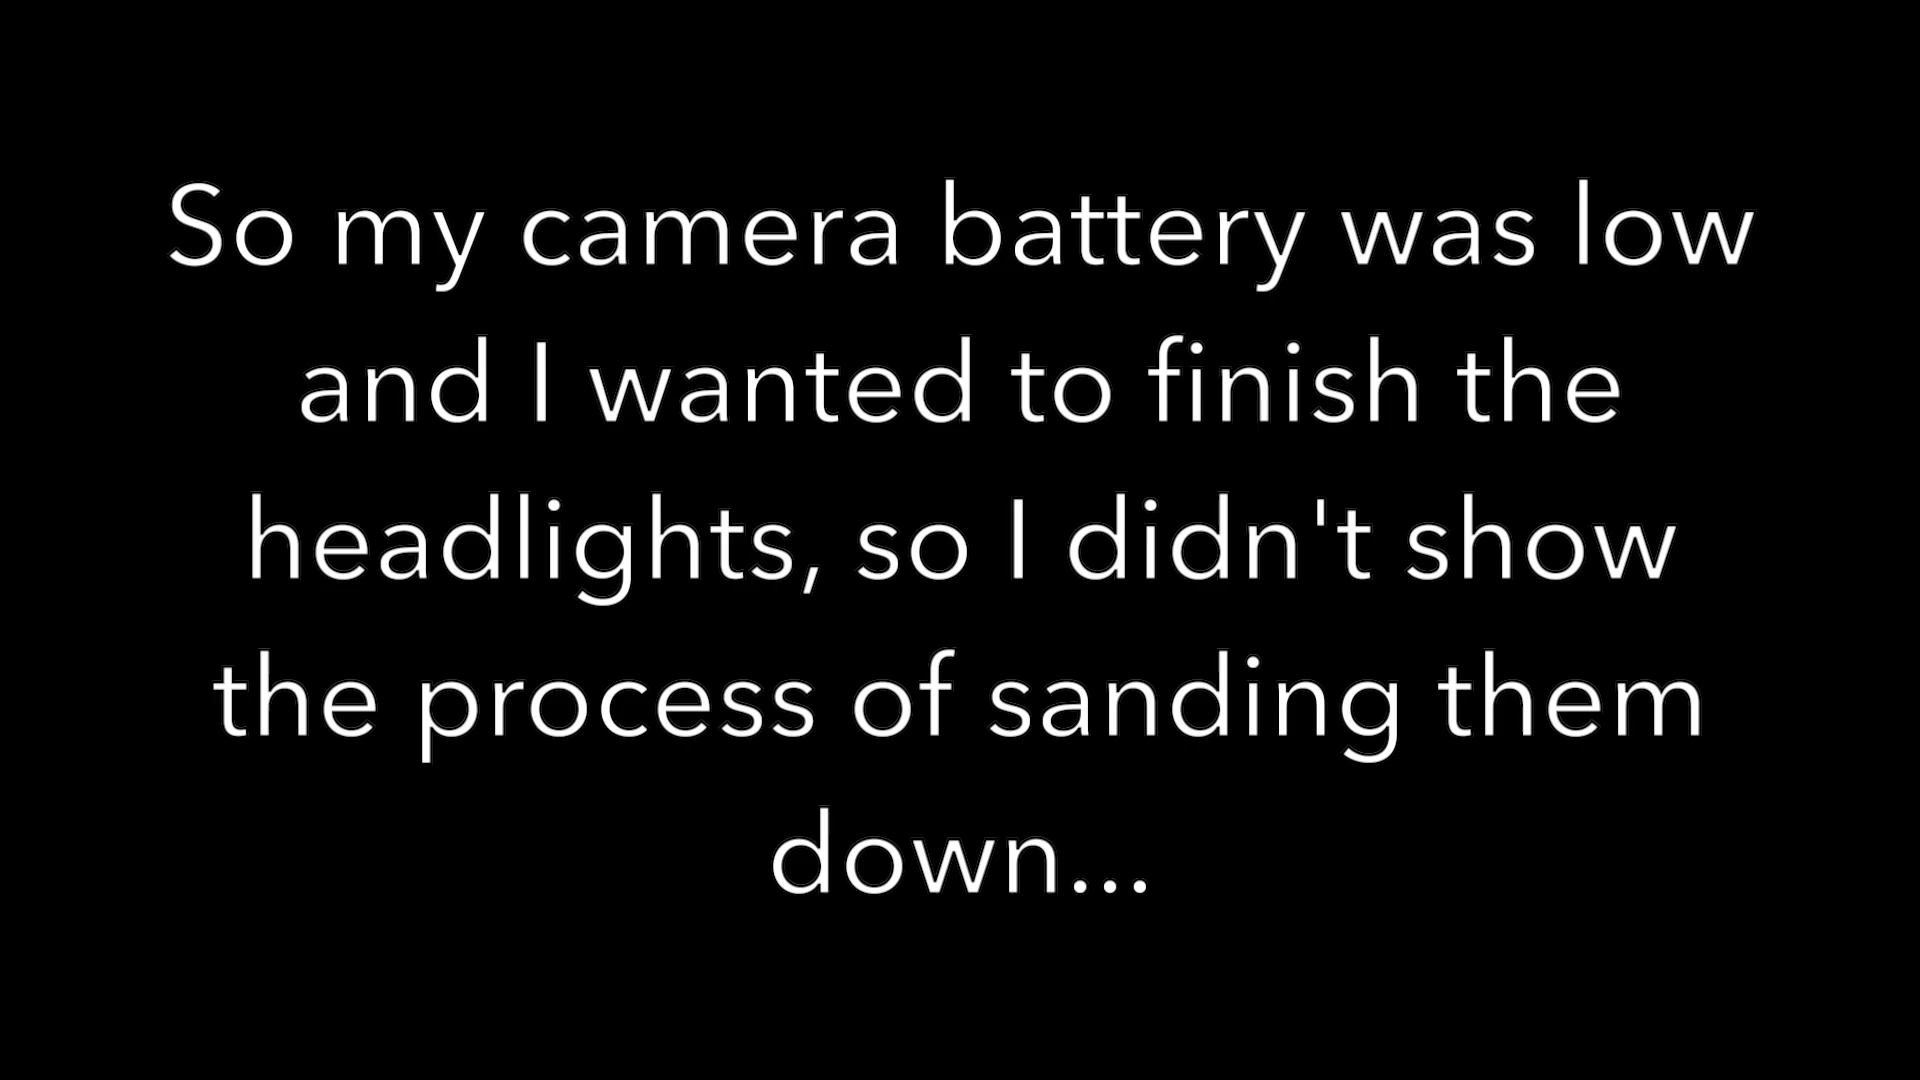 So my camera battery was low
and I wanted to finish the
headlights, so I didn't show
the process of sanding them
down...